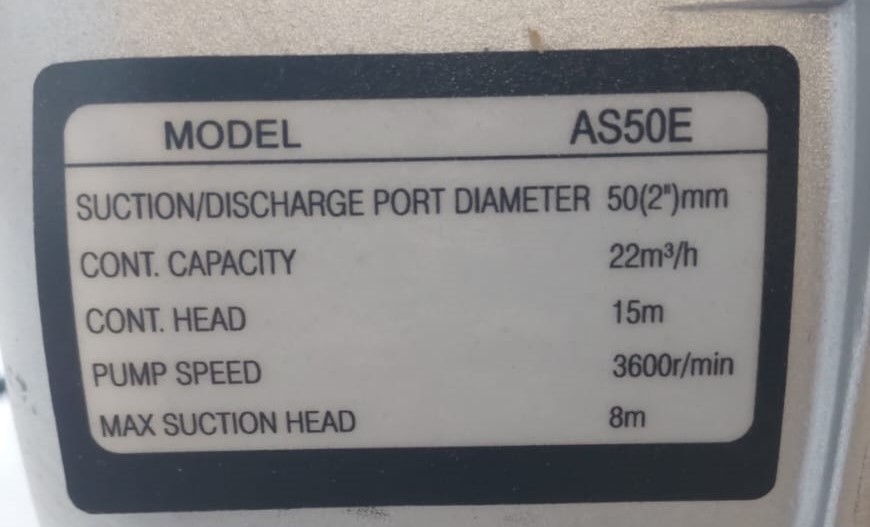 MODEL AS50E
SUCTION/DISCHARGE PORT DIAMETER 50(2")mm
CONT. CAPACITY 22m³/h
CONT. HEAD 15m
PUMP SPEED 3600r/min
MAX SUCTION HEAD 8m